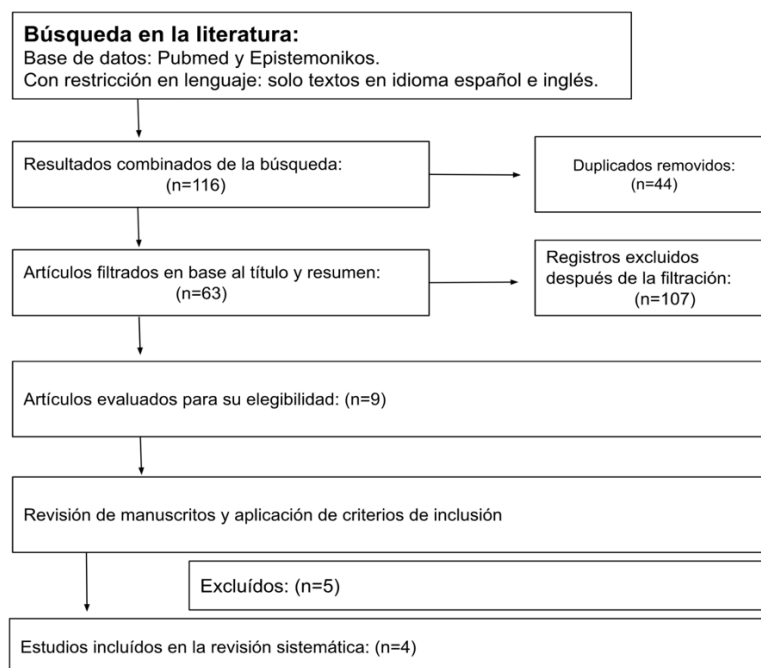 Búsqueda en la literatura:
Base de datos: Pubmed y Epistemonikos.
Con restricción en lenguaje: solo textos en idioma español e inglés.
Resultados combinados de la búsqueda:
(n=116)
Duplicados removidos:
(n=44)
Artículos filtrados en base al título y resumen:
(n=63)
Registros excluidos
después de la filtración:
(n=107)
Artículos evaluados para su elegibilidad: (n=9)
Revisión de manuscritos y aplicación de criterios de inclusión
Excluídos: (n=5)
Estudios incluídos en la revisión sistemática: (n=4)